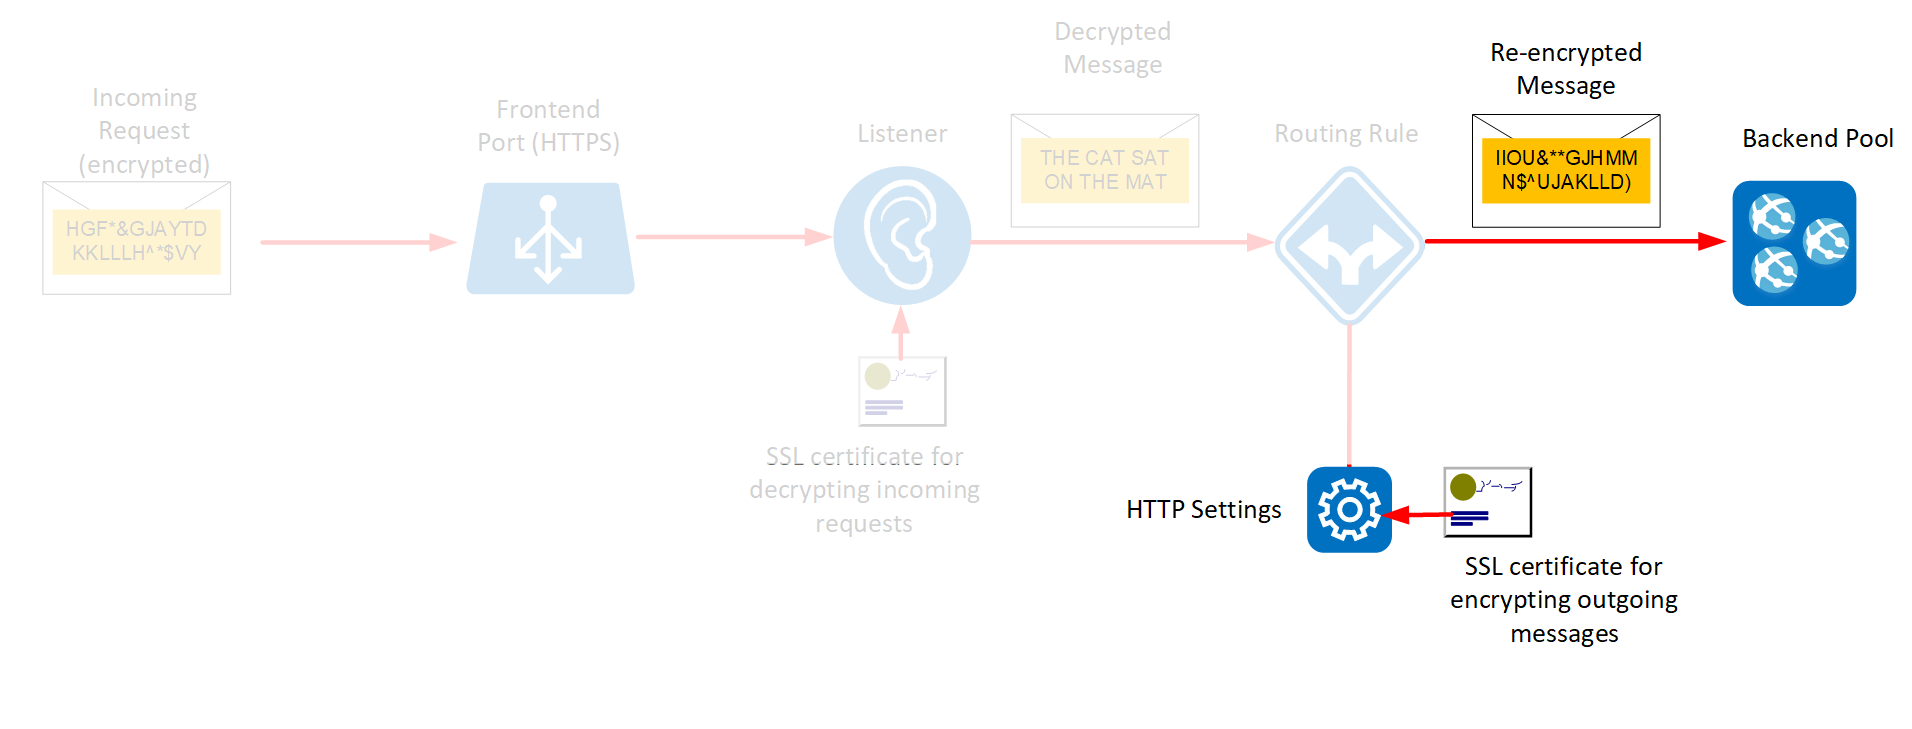 Incoming
Request
(encrypted)
HGF*&GJAYTD
KKLLLH^*$VY
Frontend
Port (HTTPS)
Listener
SSL certificate for
decrypting incoming
requests
Decrypted
Message
THE CAT SAT
ON THE MAT
Routing Rule
HTTP Settings
SSL certificate for
encrypting outgoing
messages
Re-encrypted
Message
IIOU&**GJHMM
N$^UJAKLLD)
Backend Pool